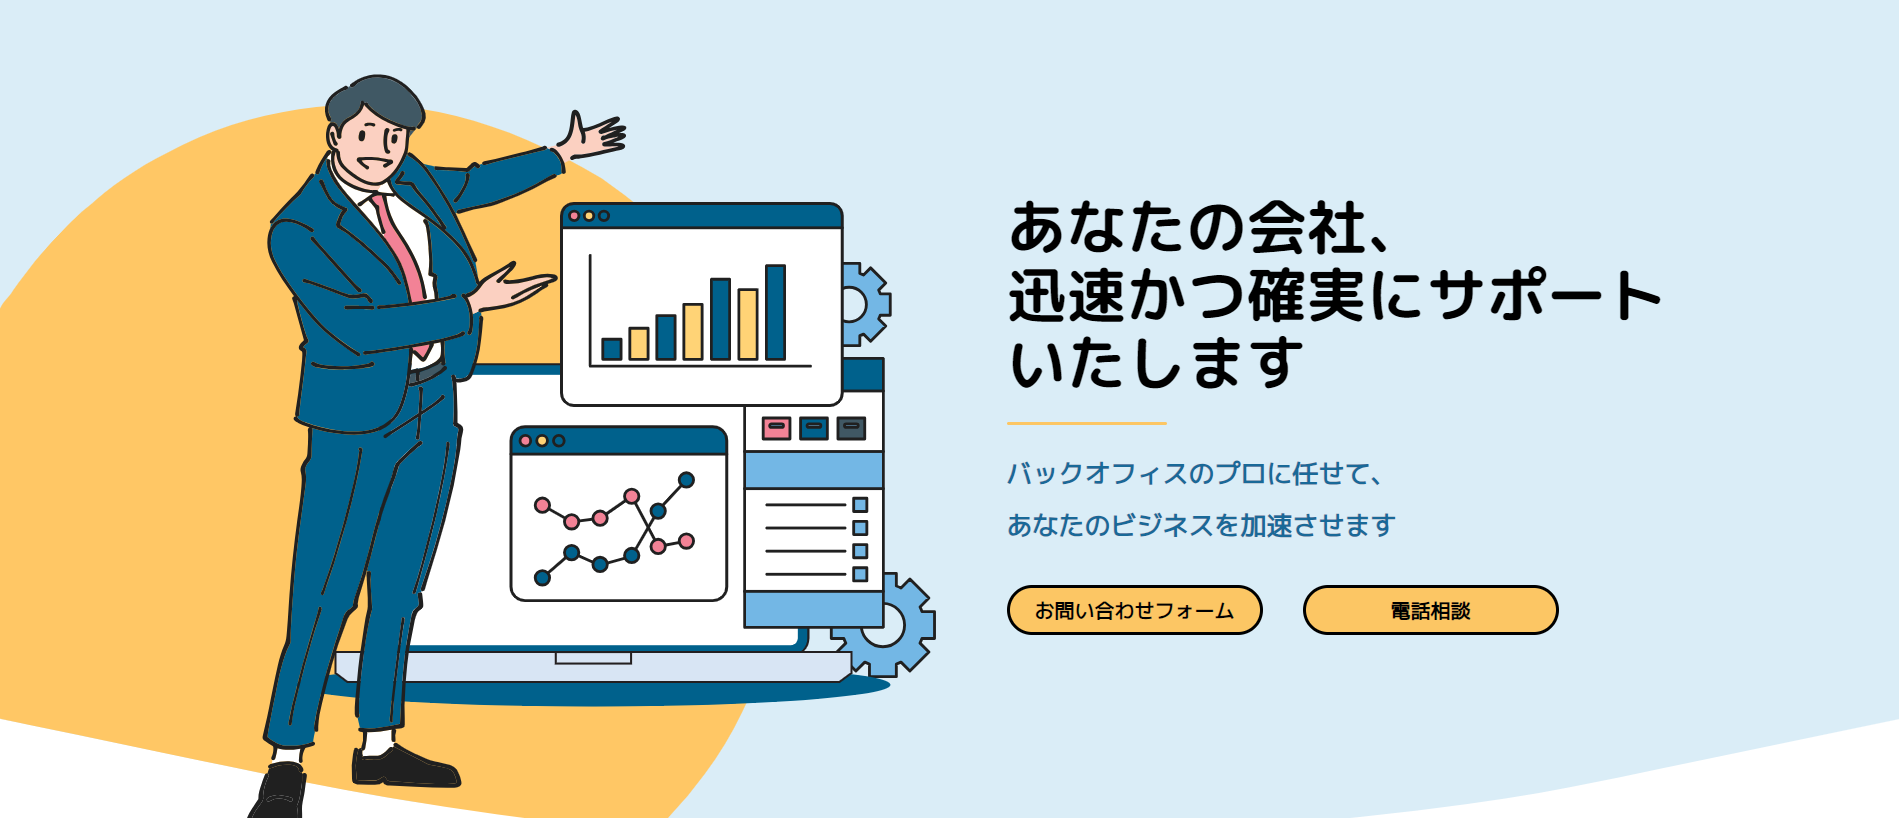 あなたの会社、
迅速かつ確実にサポート
いたします
バックオフィスのプロに任せて、
あなたのビジネスを加速させます
お問い合わせフォーム
電話相談